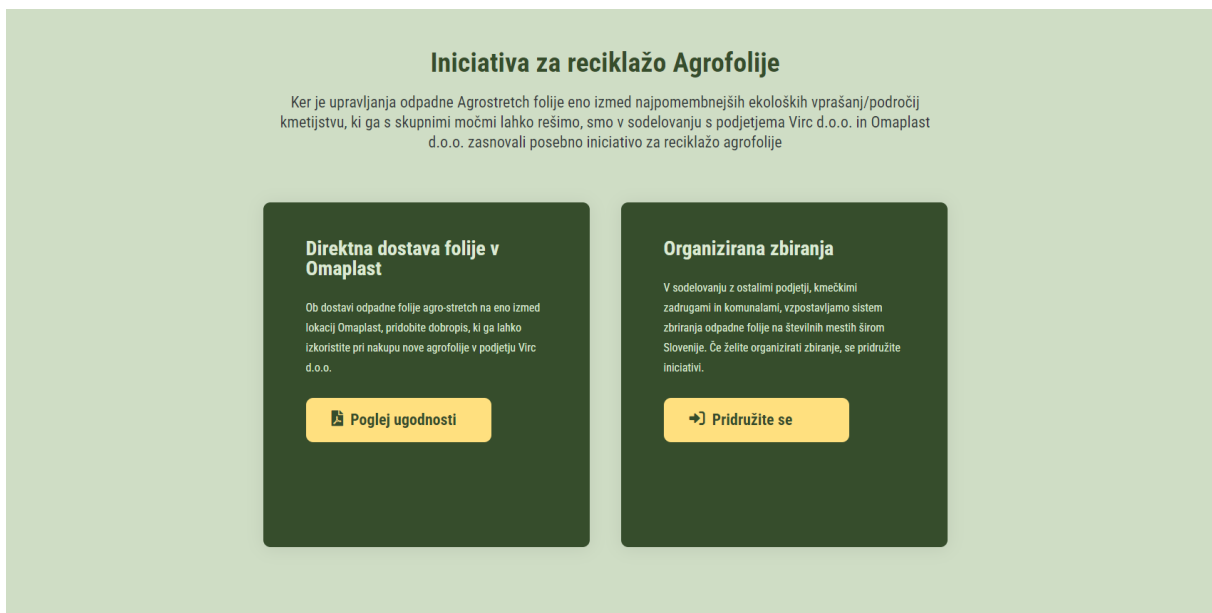 Iniciativa za reciklažo Agrofolije
Ker je upravljanja odpadne Agrostretch folije eno izmed najpomembnejših ekoloških vprašanj/področij
kmetijstvu, ki ga s skupnimi močmi lahko rešimo, smo v sodelovanju s podjetjema Virc d.o.o. in Omaplast
d.o.o. zasnovali posebno iniciativo za reciklažo agrofolije
Direktna dostava folije v
Omaplast
Ob dostavi odpadne folije agro-stretch na eno izmed
lokacij Omaplast, pridobite dobropis, ki ga lahko
izkoristite pri nakupu nove agrofolije v podjetju Virc
d.o.o.
Poglej ugodnosti
Organizirana zbiranja
V sodelovanju z ostalimi podjetji, kmečkimi
zadrugami in komunalami, vzpostavljamo sistem
zbriranja odpadne folije na številnih mestih širom
Slovenije. Če želite organizirati zbiranje, se pridružite
iniciativi.
Pridružite se